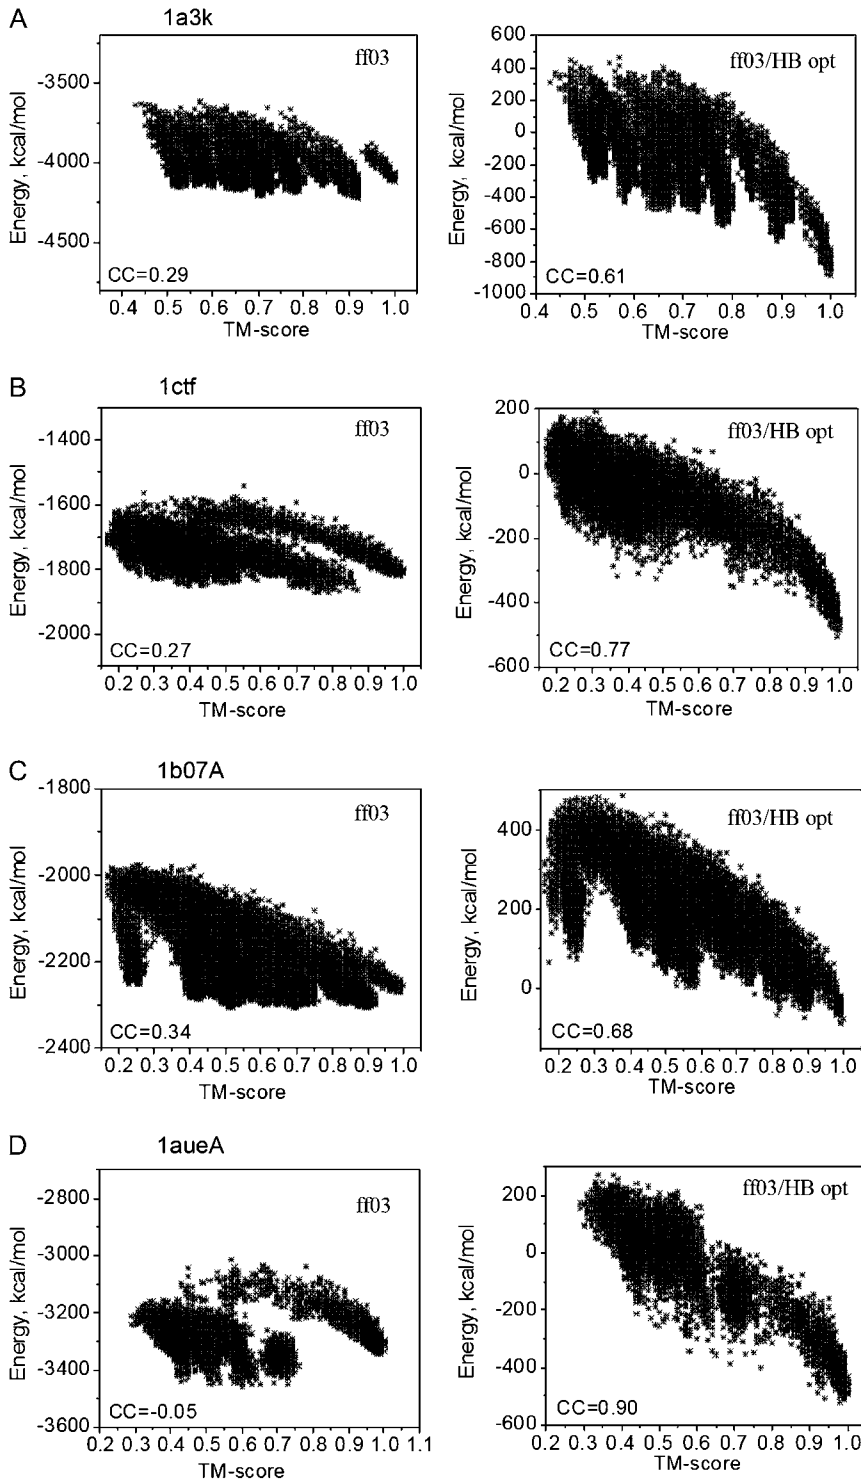 A
1a3k
ff03
-3500
-4000
-4500
Energy, kcal/mol
CC=0.29
0.4 0.5 0.6 0.7 0.8 0.9 1.0
TM-score
ff03/HB opt
600
400
200
0
-200
-400
-600
-800
-1000
Energy, kcal/mol
CC=0.61
0.4 0.5 0.6 0.7 0.8 0.9 1.0
TM-score
B
1ctf
ff03
-1400
-1600
-1800
-2000
Energy, kcal/mol
CC=0.27
0.2 0.3 0.4 0.5 0.6 0.7 0.8 0.9 1.0
TM-score
ff03/HB opt
200
0
-200
-400
-600
Energy, kcal/mol
CC=0.77
0.2 0.3 0.4 0.5 0.6 0.7 0.8 0.9 1.0
TM-score
C
1b07A
ff03
-1800
-2000
-2200
-2400
Energy, kcal/mol
CC=0.34
0.2 0.3 0.4 0.5 0.6 0.7 0.8 0.9 1.0
TM-score
ff03/HB opt
400
200
0
Energy, kcal/mol
CC=0.68
0.2 0.3 0.4 0.5 0.6 0.7 0.8 0.9 1.0
TM-score
D
1aueA
ff03
-2800
-3000
-3200
-3400
-3600
Energy, kcal/mol
CC=-0.05
0.2 0.3 0.4 0.5 0.6 0.7 0.8 0.9 1.0 1.1
TM-score
ff03/HB opt
200
0
-200
-400
-600
Energy, kcal/mol
CC=0.90
0.2 0.3 0.4 0.5 0.6 0.7 0.8 0.9 1.0
TM-score